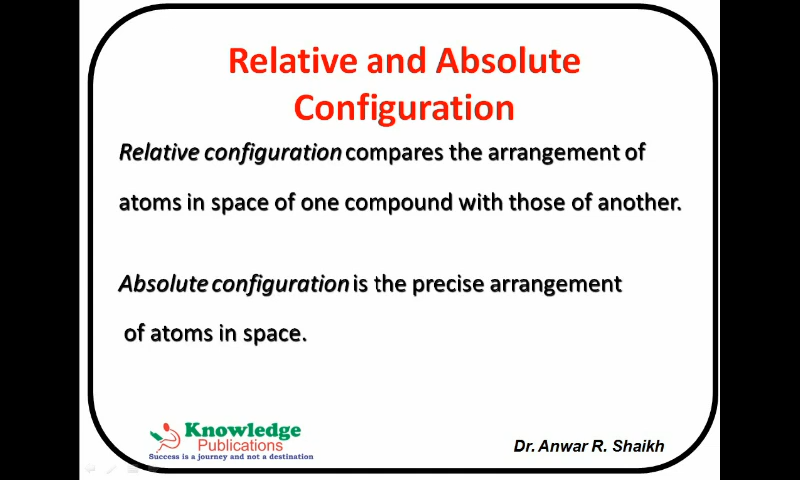 Relative and Absolute
Configuration
Relative configuration compares the arrangement of
atoms in space of one compound with those of another.
Absolute configuration is the precise arrangement
of atoms in space.
Knowledge
Publications
Success is a journey and not a destination
Dr. Anwar R. Shaikh